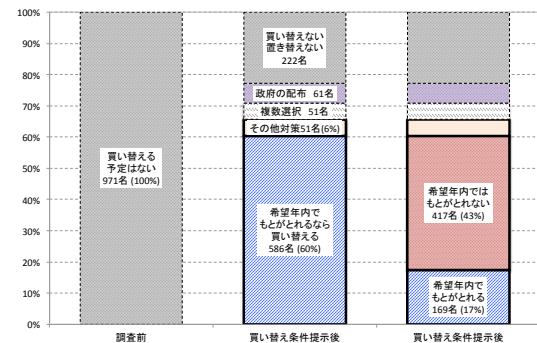 100%
90%
80%
70%
60%
50%
40%
30%
20%
10%
0%
買い替える
予定はない
971名 (100%)
買い替えない
置き替えない
222名
政府の配布 61名
複数選択 51名
その他対策51名(6%)
希望年内で
もとがとれるなら
買い替える
586名 (60%)
希望年内では
もとがとれない
417名 (43%)
希望年内で
もとがとれる
169名 (17%)
調査前
買い替え条件提示後
買い替え条件提示後